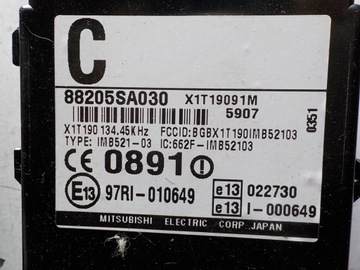 C
88205SA030 X1T19091M
5907
0351
X1T190 134.45KHz FCCID:BGBX1T190IMB52103
TYPE: IMB521-03 IC:662F-IMB52103
CE 0891
E13 97RI-010649
e13 022730
e13 I-000649
MITSUBISHI ELECTRIC CORP.JAPAN